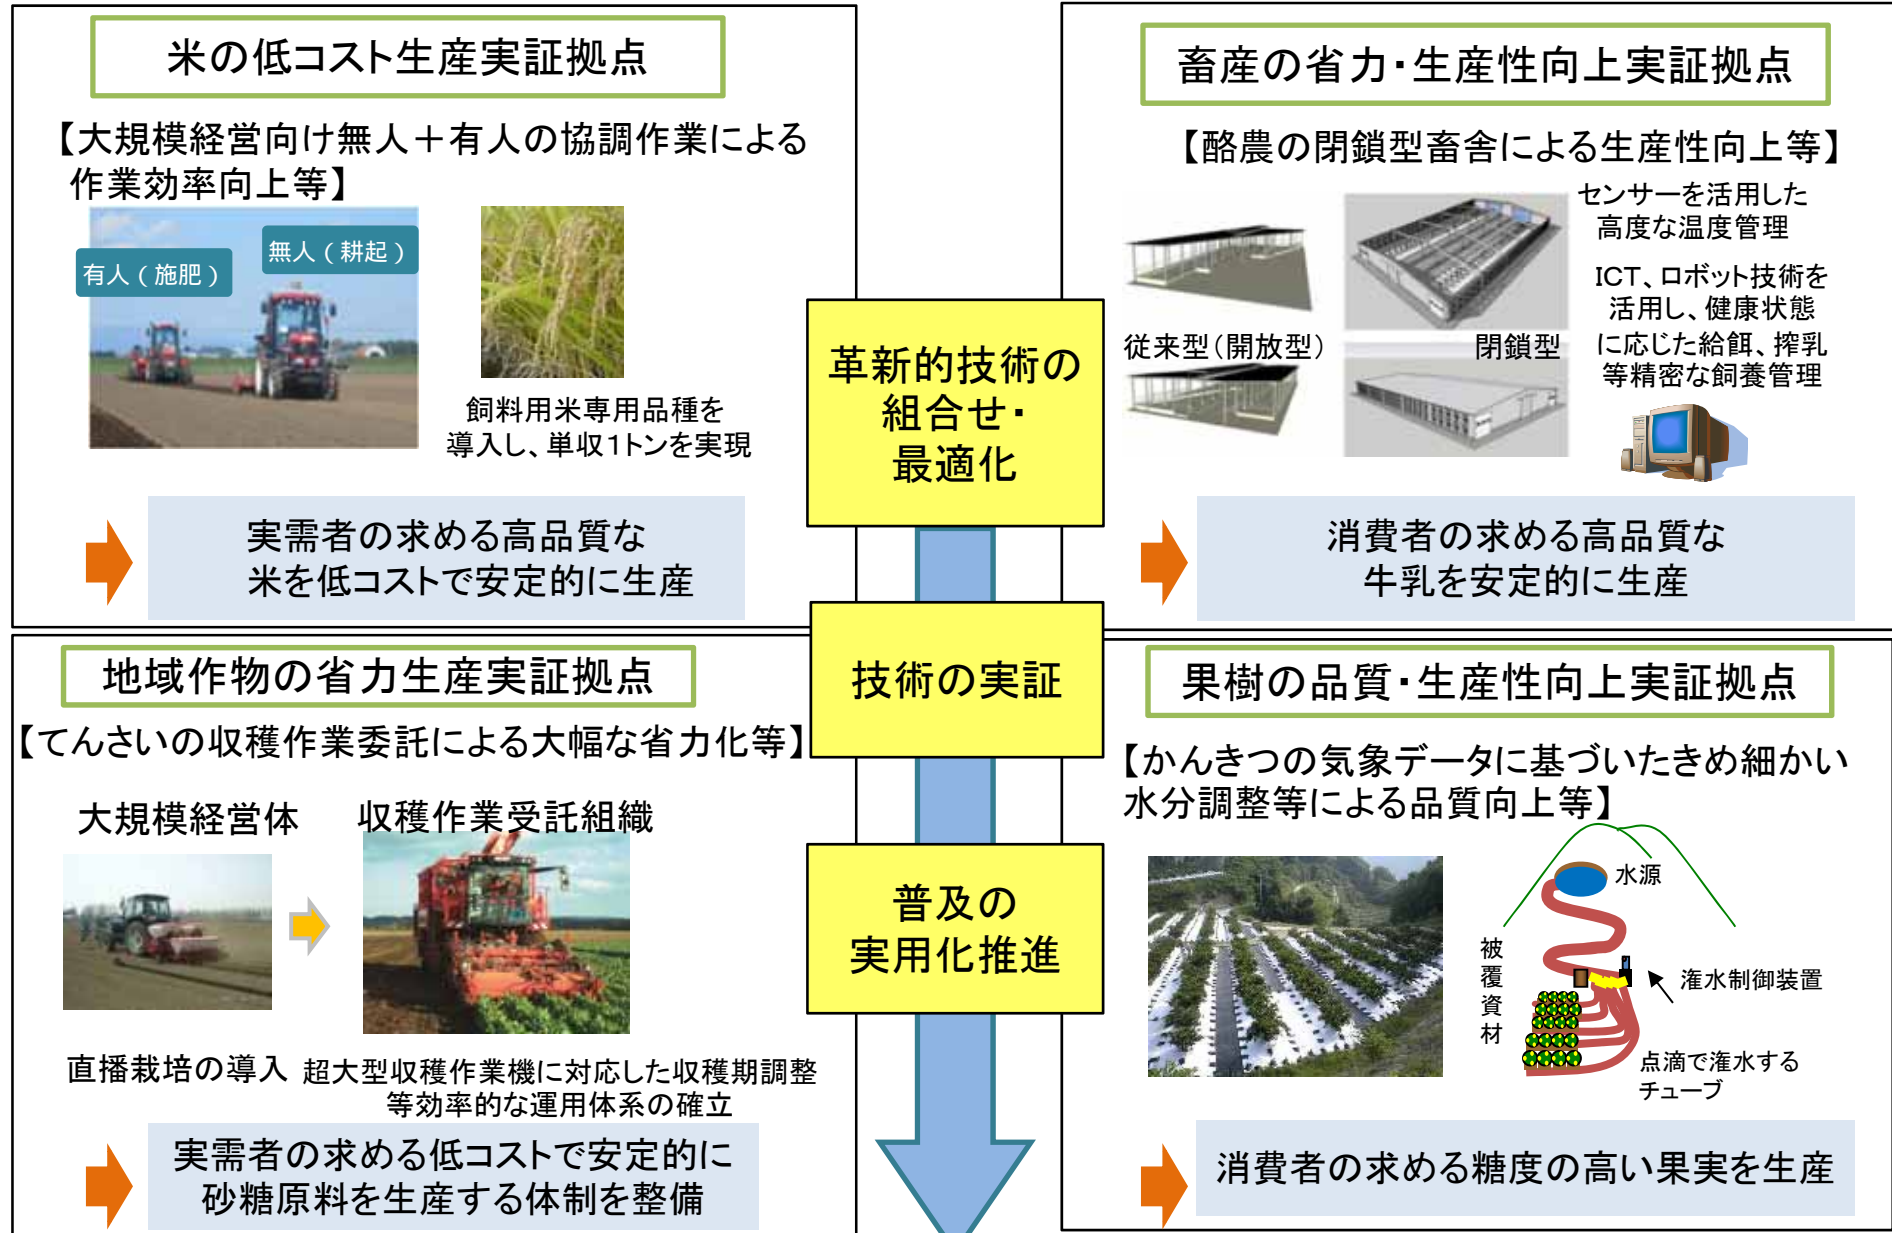 米の低コスト生産実証拠点
【大規模経営向け無人＋有人の協調作業による
作業効率向上等】
有人（施肥）
無人（耕起）
飼料用米専用品種を
導入し、単収1トンを実現
実需者の求める高品質な
米を低コストで安定的に生産
畜産の省力・生産性向上実証拠点
【酪農の閉鎖型畜舎による生産性向上等】
センサーを活用した
高度な温度管理
ICT、ロボット技術を
活用し、健康状態
に応じた給餌、搾乳
等精密な飼養管理
従来型（開放型）
閉鎖型
消費者の求める高品質な
牛乳を安定的に生産
革新的技術の
組合せ・
最適化
技術の実証
普及の
実用化推進
地域作物の省力生産実証拠点
【てんさいの収穫作業委託による大幅な省力化等】
大規模経営体
収穫作業受託組織
直播栽培の導入
超大型収穫作業機に対応した収穫期調整
等効率的な運用体系の確立
実需者の求める低コストで安定的に
砂糖原料を生産する体制を整備
果樹の品質・生産性向上実証拠点
【かんきつの気象データに基づいたきめ細かい
水分調整等による品質向上等】
水源
被覆資材
潅水制御装置
点滴で潅水する
チューブ
消費者の求める糖度の高い果実を生産